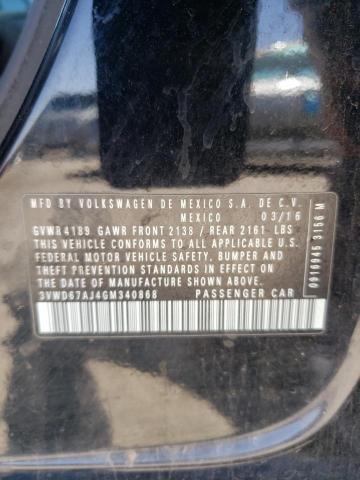 MFD BY VOLKSWAGEN DE MEXICO S.A. DE C.V.
MEXICO 03/16
GVWR 4189 GAWR FRONT 2138 / REAR 2161 LBS
THIS VEHICLE CONFORMS TO ALL APPLICABLE U.S.
FEDERAL MOTOR VEHICLE SAFETY, BUMPER AND
THEFT PREVENTION STANDARDS IN EFFECT ON THE
DATE OF MANUFACTURE SHOWN ABOVE.
3VWD67AJ4GM340868 PASSENGER CAR
0916945 3156 M